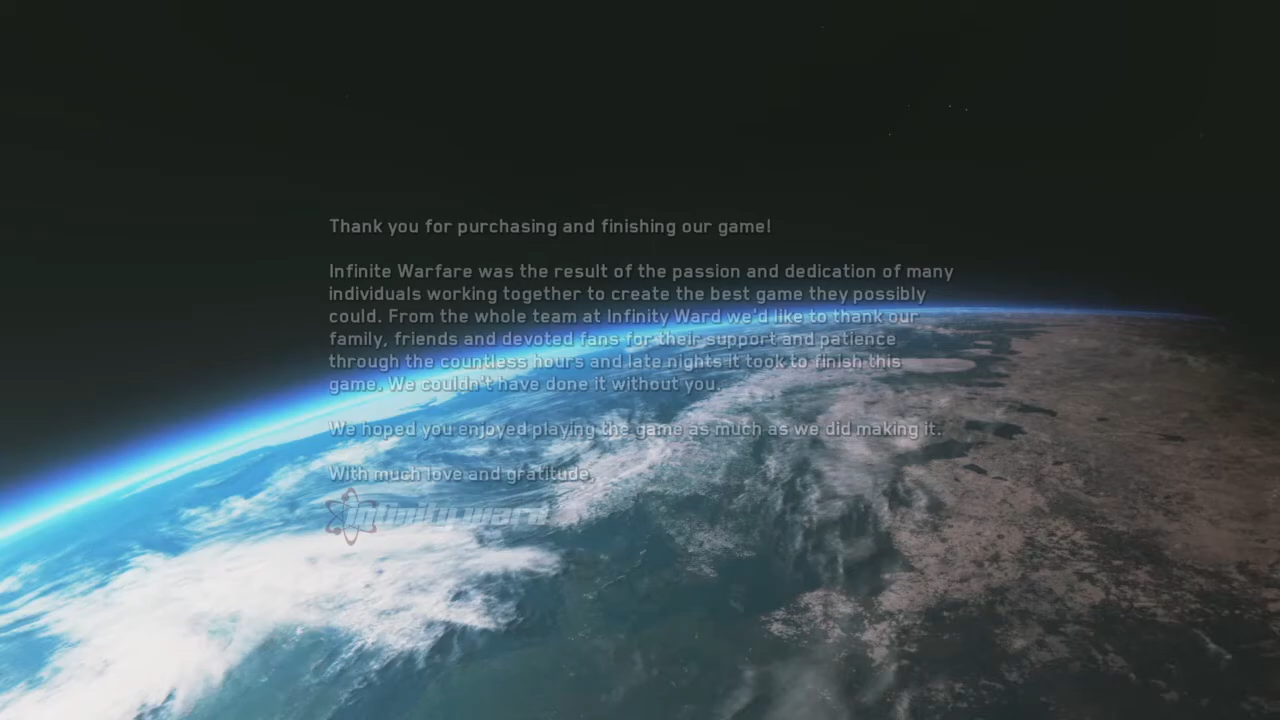 Thank you for purchasing and finishing our game!
Infinite Warfare was the result of the passion and dedication of many
individuals working together to create the best game they possibly
could. From the whole team at Infinity Ward we'd like to thank our
family, friends and devoted fans for their support and patience
through the countless hours and late nights it took to finish this
game. We couldn't have done it without you.
We hoped you enjoyed playing the game as much as we did making it.
With much love and gratitude,
infinity ward